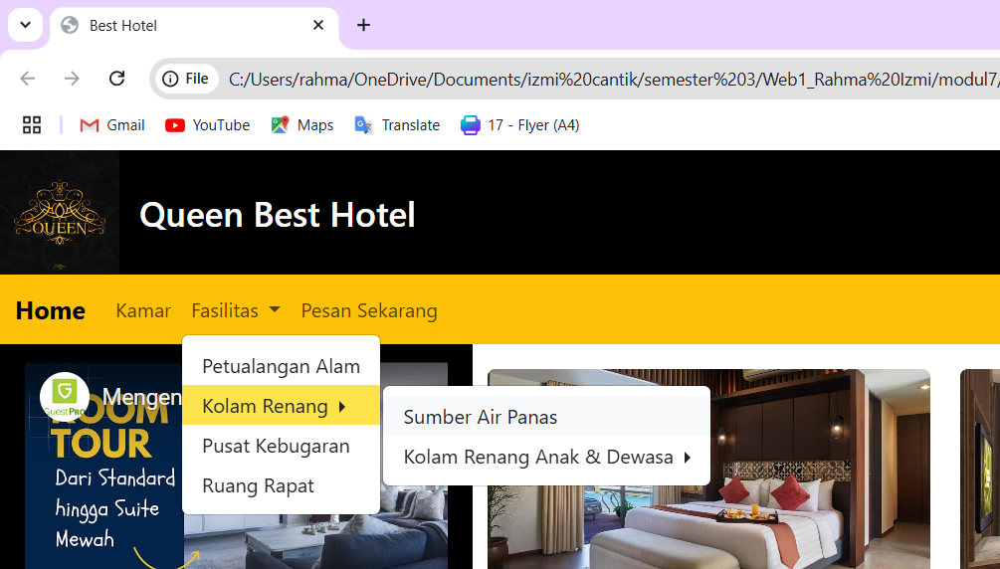 Best Hotel
File
C:/Users/rahma/OneDrive/Documents/izmi%20cantik/semester%203/Web1_Rahma%20Izmi/modul7/
Gmail
YouTube
Maps
Translate
17 - Flyer (A4)
QUEEN
Queen Best Hotel
Home
Kamar
Fasilitas
Pesan Sekarang
Petualangan Alam
Kolam Renang
Pusat Kebugaran
Ruang Rapat
Sumber Air Panas
Kolam Renang Anak & Dewasa
GuestPRO
Mengen
ROOM
TOUR
Dari Standard
hingga Suite
Mewah